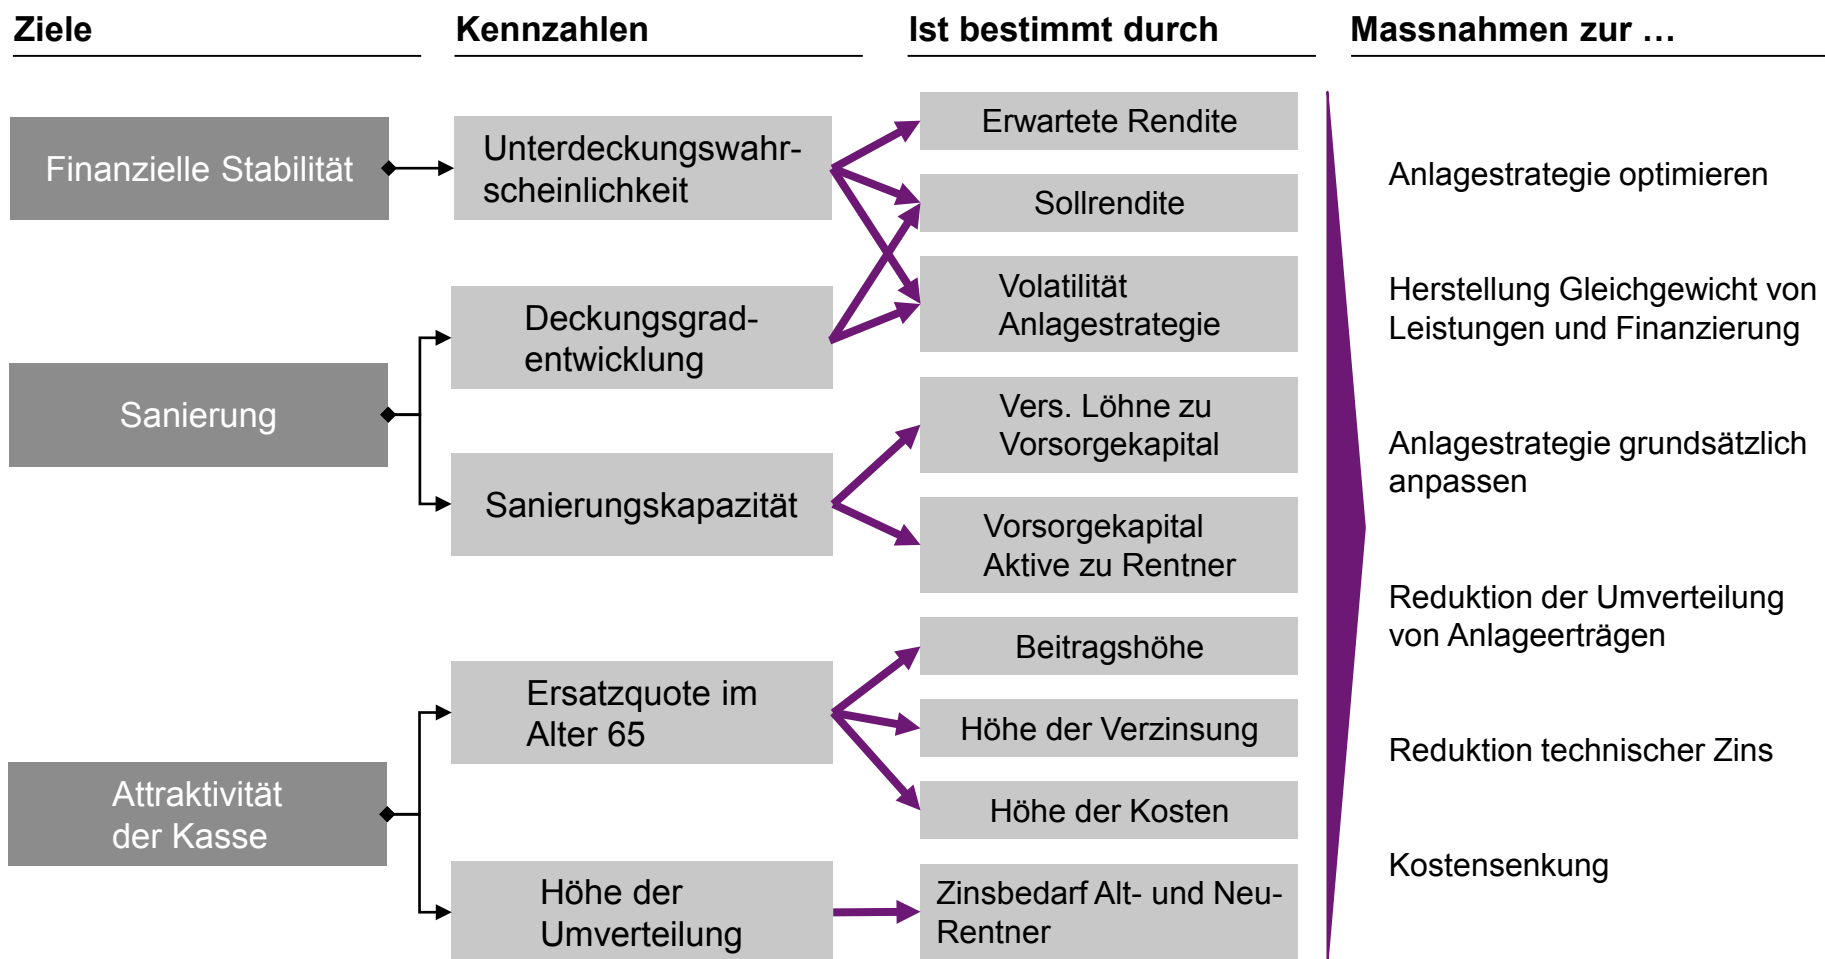 Ziele
Kennzahlen
Ist bestimmt durch
Massnahmen zur …
Finanzielle Stabilität
Sanierung
Attraktivität
der Kasse
Unterdeckungswahr-
scheinlichkeit
Deckungsgrad-
entwicklung
Sanierungskapazität
Ersatzquote im
Alter 65
Höhe der
Umverteilung
Erwartete Rendite
Sollrendite
Volatilität
Anlagestrategie
Vers. Löhne zu
Vorsorgekapital
Vorsorgekapital
Aktive zu Rentner
Beitragshöhe
Höhe der Verzinsung
Höhe der Kosten
Zinsbedarf Alt- und Neu-
Rentner
Anlagestrategie optimieren
Herstellung Gleichgewicht von
Leistungen und Finanzierung
Anlagestrategie grundsätzlich
anpassen
Reduktion der Umverteilung
von Anlageerträgen
Reduktion technischer Zins
Kostensenkung